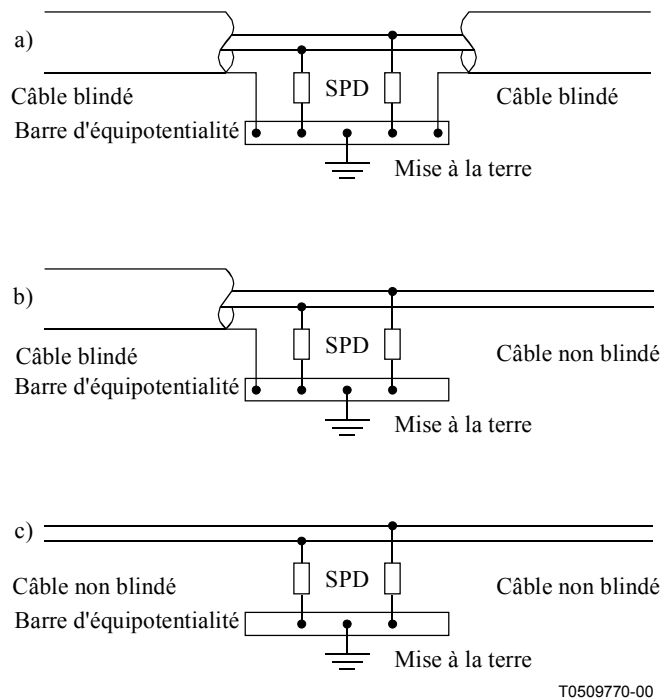 a)
SPD
Câble blindé
Câble blindé
Barre d'équipotentialité
Mise à la terre
b)
SPD
Câble blindé
Câble non blindé
Barre d'équipotentialité
Mise à la terre
c)
SPD
Câble non blindé
Câble non blindé
Barre d'équipotentialité
Mise à la terre
T0509770-00